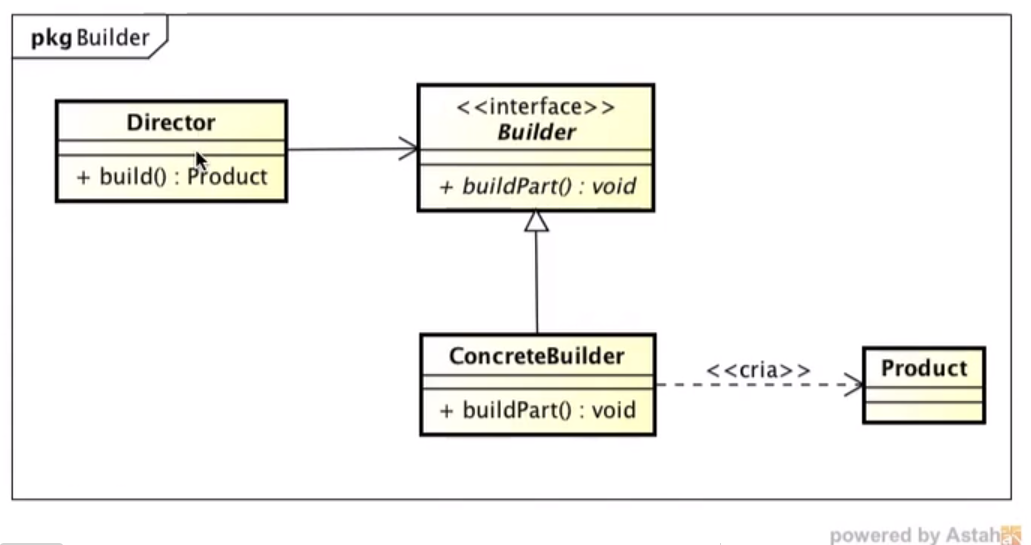 pkg Builder
Director
+ build() : Product
<<interface>>
Builder
+ buildPart() : void
ConcreteBuilder
+ buildPart() : void
<<cria>>
Product
powered by Astah